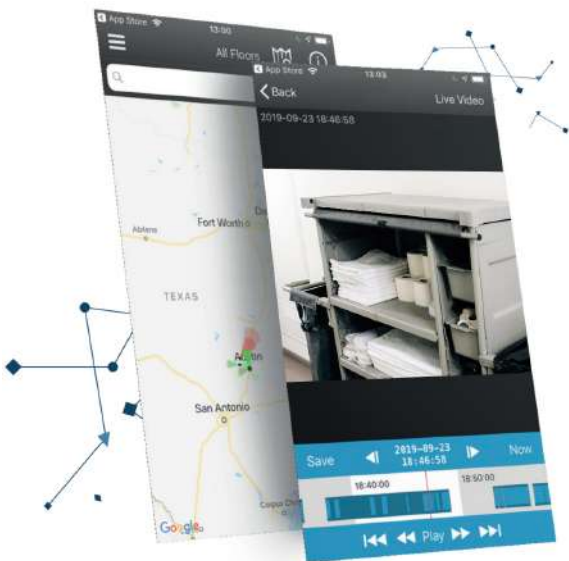 App Store
13:00
All Floors
Abilene
Fort Worth
TEXAS
Austin
San Antonio
Corpus Ch
Google
App Store
13:03
Back
Live Video
2019-09-23 18:46:58
Save
2019-09-23
18:46:58
Now
18:40:00
18:50:00
Play